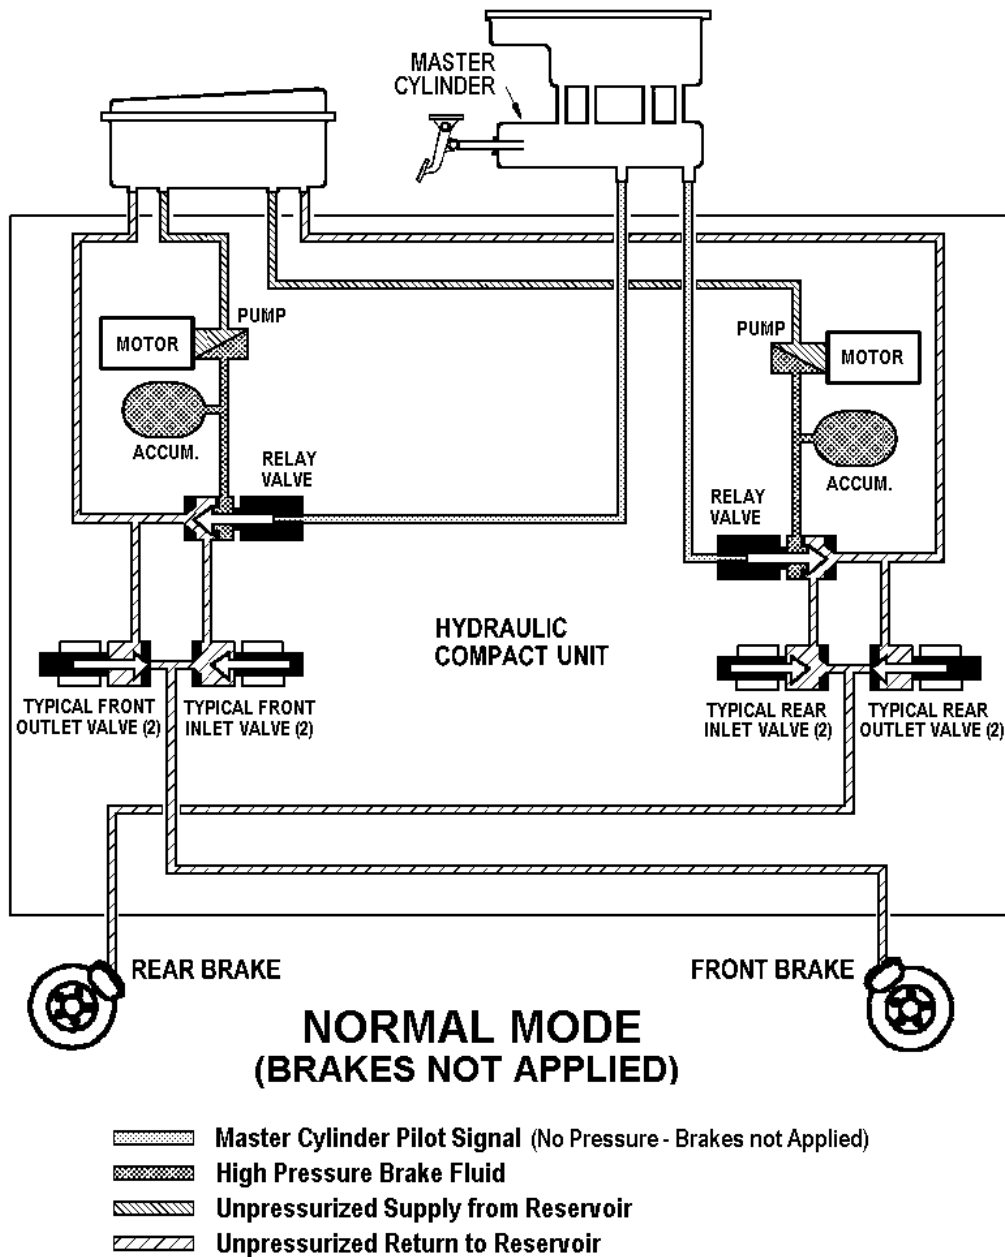 MASTER
CYLINDER
PUMP
MOTOR
ACCUM.
RELAY
VALVE
PUMP
MOTOR
ACCUM.
RELAY
VALVE
HYDRAULIC
COMPACT UNIT
TYPICAL FRONT
OUTLET VALVE (2)
TYPICAL FRONT
INLET VALVE (2)
TYPICAL REAR
INLET VALVE (2)
TYPICAL REAR
OUTLET VALVE (2)
REAR BRAKE
FRONT BRAKE
NORMAL MODE
(BRAKES NOT APPLIED)
Master Cylinder Pilot Signal (No Pressure - Brakes not Applied)
High Pressure Brake Fluid
Unpressurized Supply from Reservoir
Unpressurized Return to Reservoir